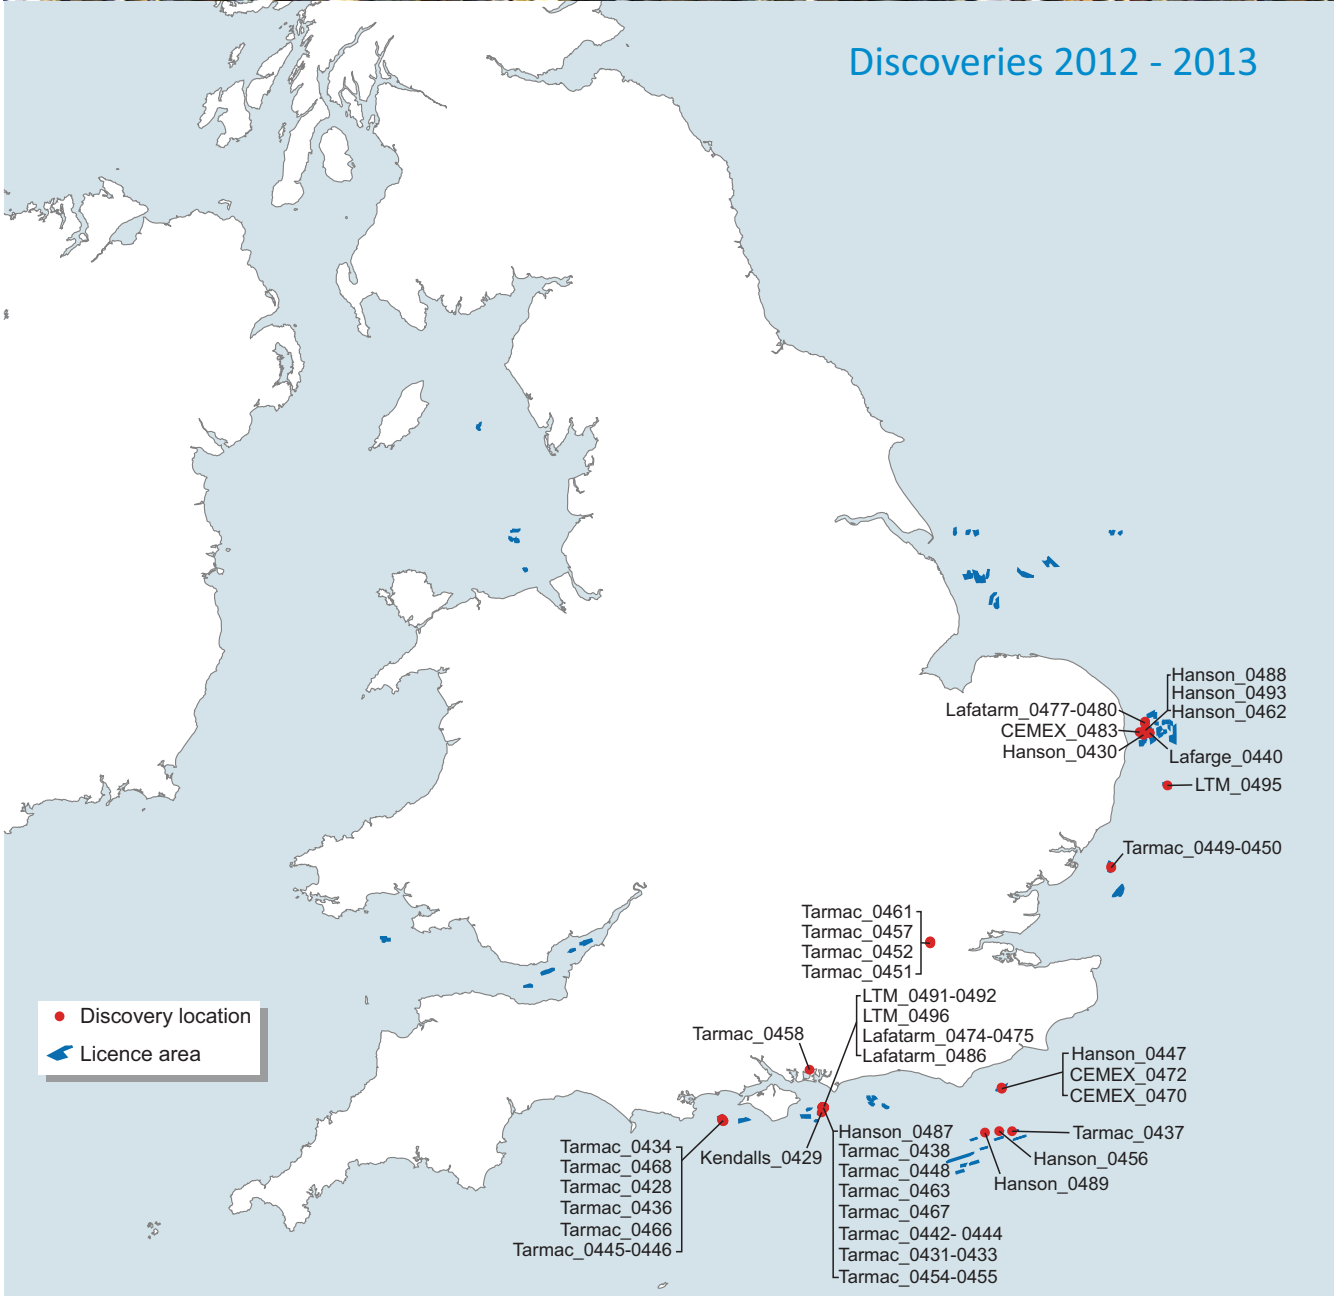 Discoveries 2012 - 2013
Hanson_0488
Hanson_0493
Hanson_0462
Lafatarm_0477-0480
CEMEX_0483
Hanson_0430
Lafarge_0440
LTM_0495
Tarmac_0449-0450
Tarmac_0461
Tarmac_0457
Tarmac_0452
Tarmac_0451
LTM_0491-0492
LTM_0496
Lafatarm_0474-0475
Lafatarm_0486
Tarmac_0458
Hanson_0447
CEMEX_0472
CEMEX_0470
Discovery location
Licence area
Tarmac_0437
Hanson_0456
Hanson_0489
Kendalls_0429
Hanson_0487
Tarmac_0438
Tarmac_0448
Tarmac_0463
Tarmac_0467
Tarmac_0442- 0444
Tarmac_0431-0433
Tarmac_0454-0455
Tarmac_0434
Tarmac_0468
Tarmac_0428
Tarmac_0436
Tarmac_0466
Tarmac_0445-0446